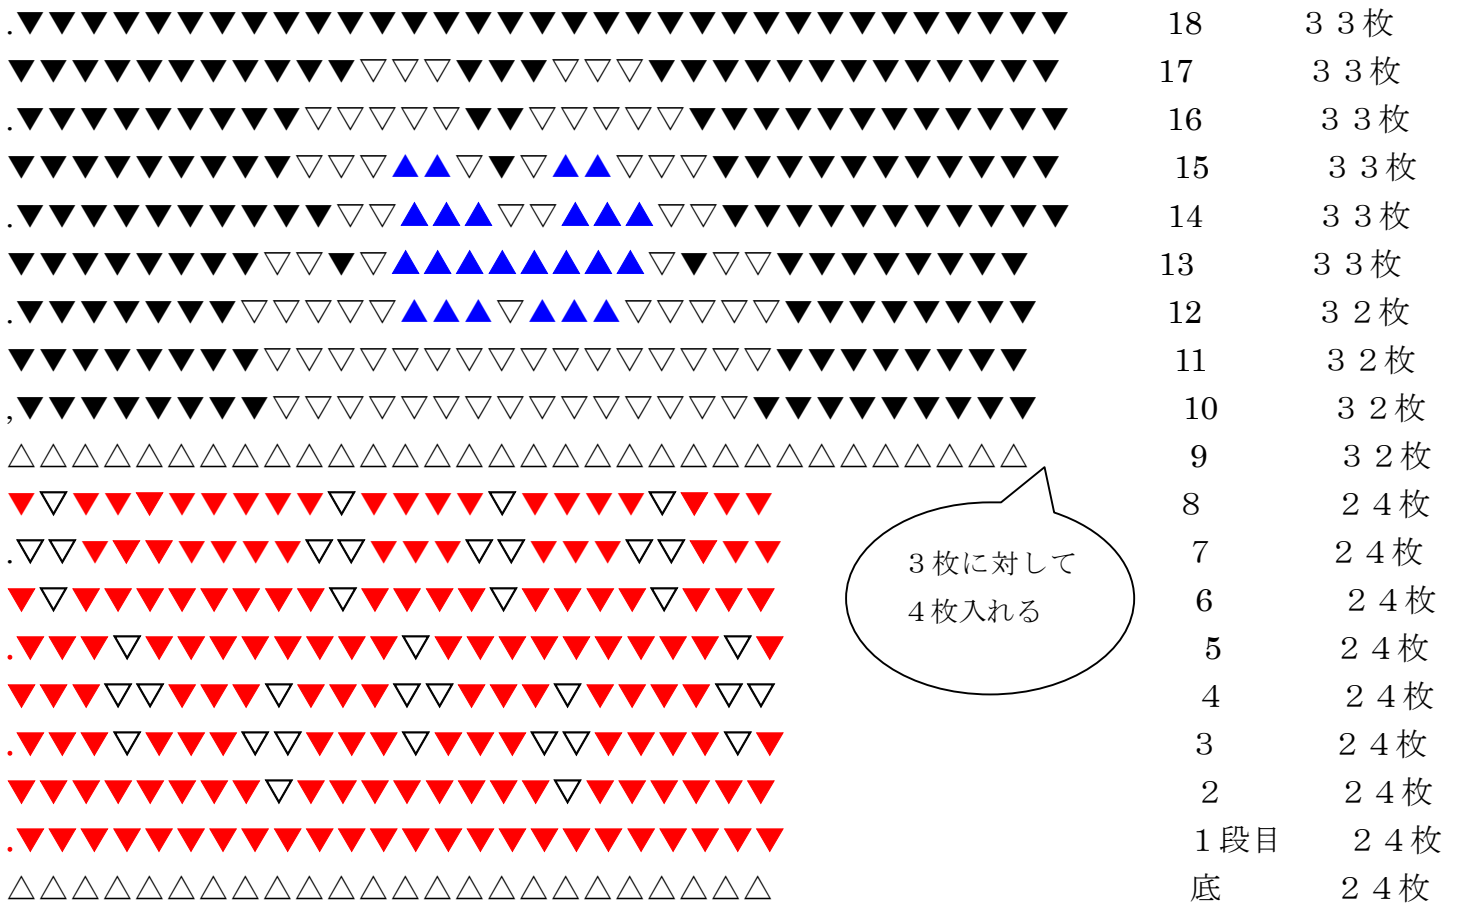 18 ３３枚
17 ３３枚
16 ３３枚
15 ３３枚
14 ３３枚
13 ３３枚
12 ３２枚
11 ３２枚
10 ３２枚
9 ３２枚
8 ２４枚
３枚に対して
４枚入れる
7 ２４枚
6 ２４枚
5 ２４枚
4 ２４枚
3 ２４枚
2 ２４枚
１段目 ２４枚
底 ２４枚